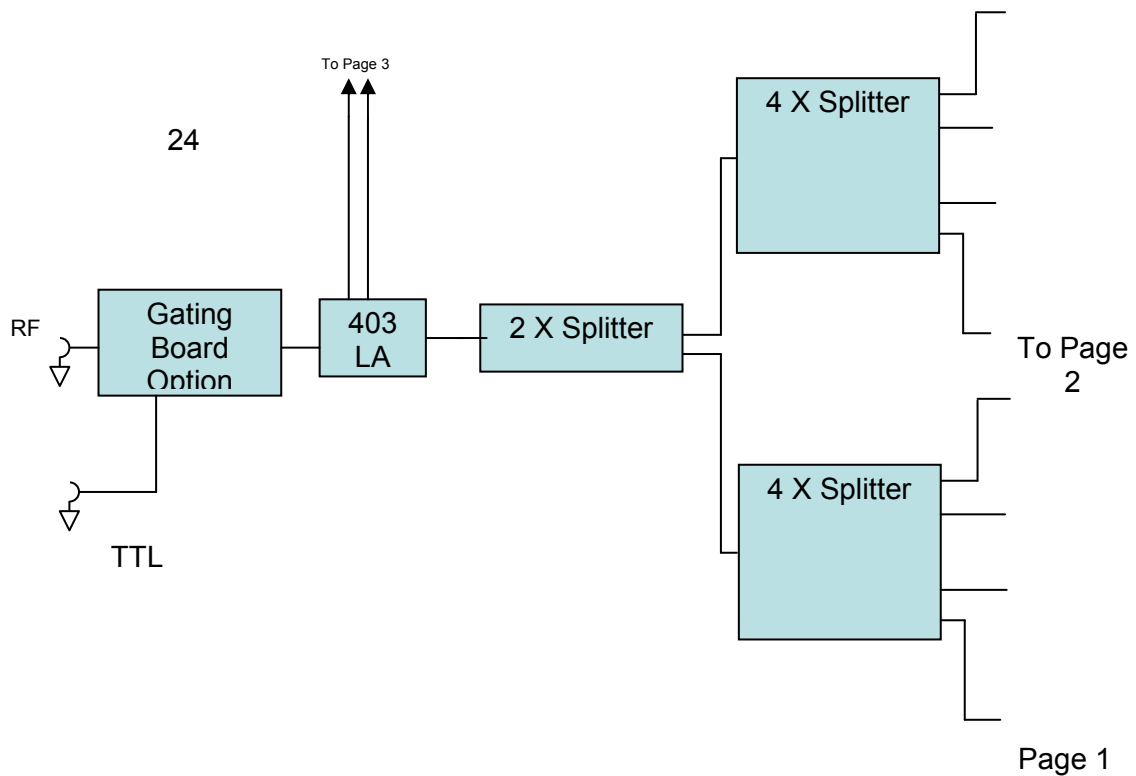 To Page 3
24
4 X Splitter
RF
Gating
Board
Option
403
LA
2 X Splitter
To Page
2
4 X Splitter
TTL
Page 1